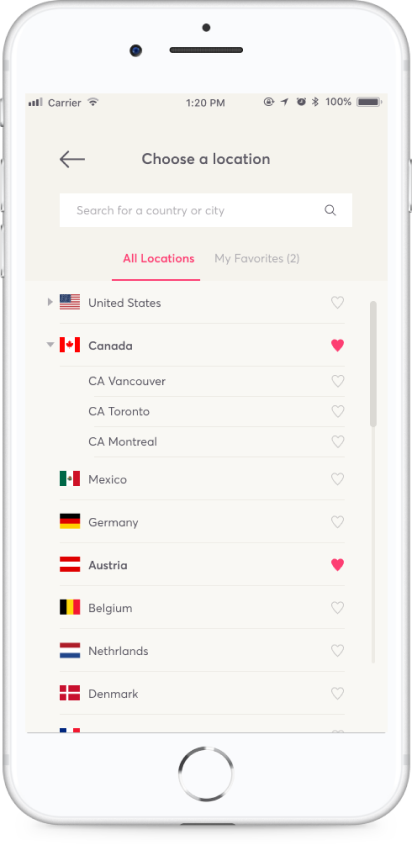 Carrier 1:20 PM 100%
Choose a location
Search for a country or city
All Locations My Favorites (2)
United States
Canada
CA Vancouver
CA Toronto
CA Montreal
Mexico
Germany
Austria
Belgium
Nethrlands
Denmark